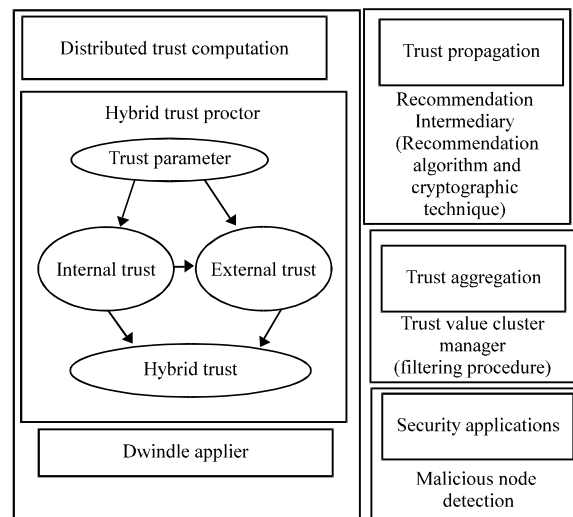 Distributed trust computation
Hybrid trust proctor
Trust parameter
Internal trust
External trust
Hybrid trust
Dwindle applier
Trust propagation
Recommendation
Intermediary
(Recommendation
algorithm and
cryptographic
technique)
Trust aggregation
Trust value cluster
manager
(filtering procedure)
Security applications
Malicious node
detection